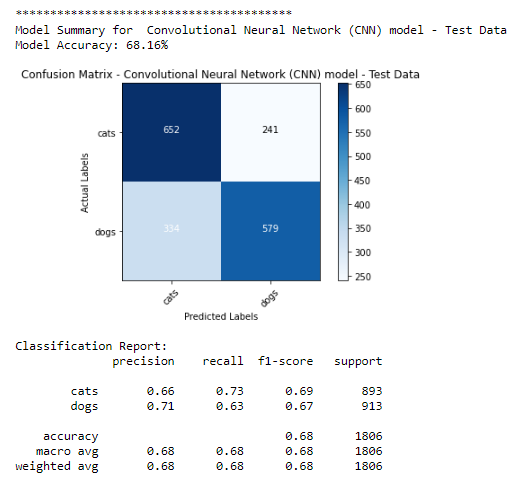 ****************************************
Model Summary for  Convolutional Neural Network (CNN) model - Test Data
Model Accuracy: 68.16%
Confusion Matrix - Convolutional Neural Network (CNN) model - Test Data
650
600
550
500
450
400
350
300
250
Actual Labels
cats
652 241
dogs
334 579
cats dogs
Predicted Labels
Classification Report:
precision recall f1-score support
cats 0.66 0.73 0.69 893
dogs 0.71 0.63 0.67 913
accuracy 0.68 1806
macro avg 0.68 0.68 0.68 1806
weighted avg 0.68 0.68 0.68 1806